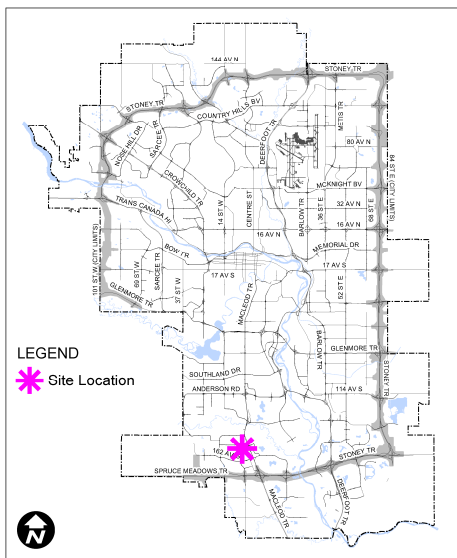 144 AV N
STONEY TR
STONEY TR
COUNTRY HILLS BV
METIS TR
NOSE HILL DR
SARCEE TR
DEERFOOT TR
80 AV N
84 ST E (CITY LIMITS)
CROWCHILD TR
MCKNIGHT BV
TRANS CANADA HI
14 ST W
CENTRE ST
BARLOW TR
36 ST E
32 AV N
68 ST E
16 AV N
16 AV N
101 ST W (CITY LIMITS)
BOW TR
MEMORIAL DR
69 ST W
SARCEE TR
37 ST W
17 AV S
17 AV S
52 ST E
GLENMORE TR
MACLEOD TR
BARLOW TR
GLENMORE TR
LEGEND
Site Location
SOUTHLAND DR
ANDERSON RD
114 AV S
STONEY TR
162 AV
STONEY TR
SPRUCE MEADOWS TR
MACLEOD TR
DEERFOOT TR
N